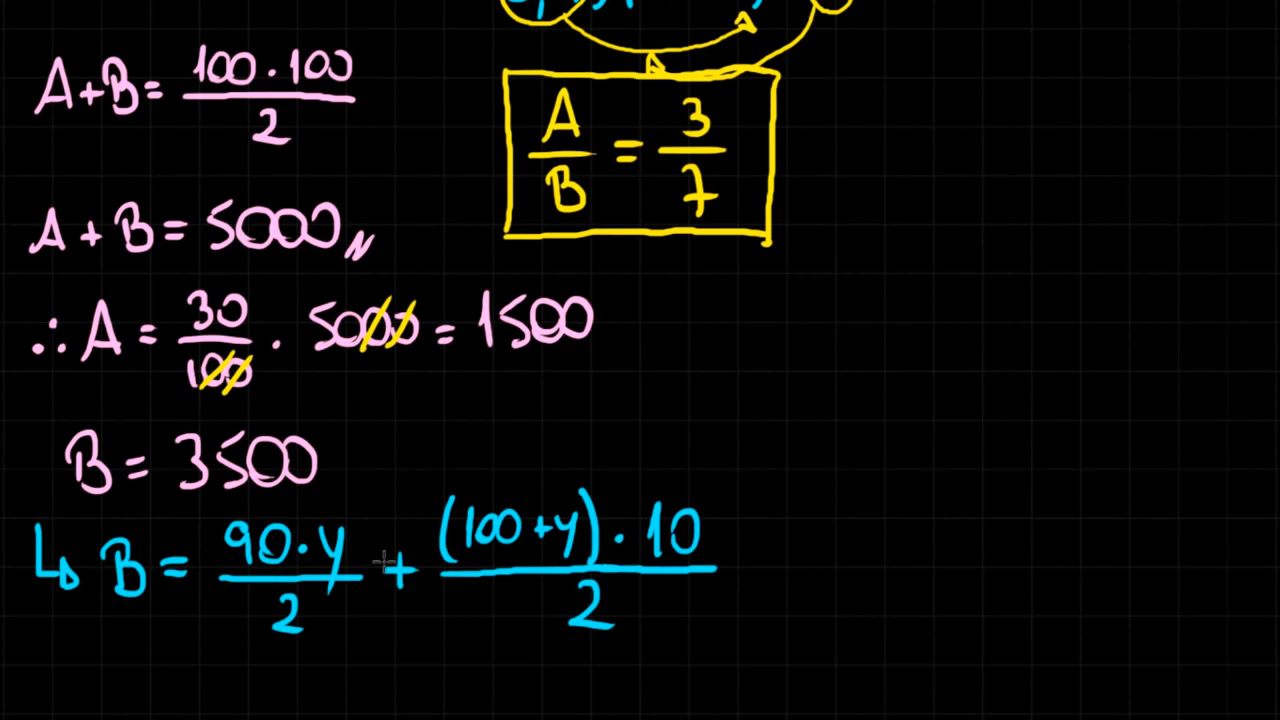 A+B = 100·100/2
A/B = 3/7
A + B = 5000
∴ A = 30/100 · 5000 = 1500
B = 3500
↳ B = 90·y/2 + (100+y)·10/2